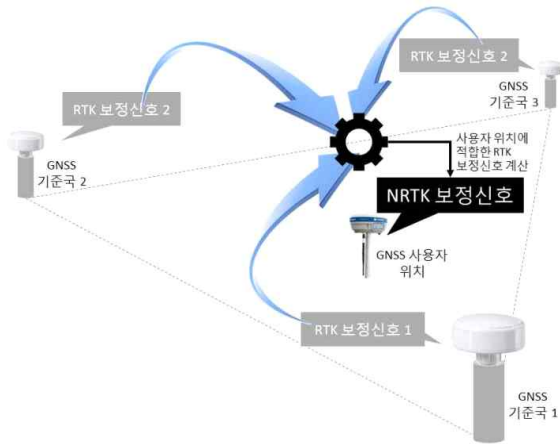 RTK 보정신호 2
GNSS
기준국 3
RTK 보정신호 2
GNSS
기준국 2
사용자 위치에
적합한 RTK
보정신호 계산
NRTK 보정신호
GNSS 사용자
위치
RTK 보정신호 1
GNSS
기준국 1